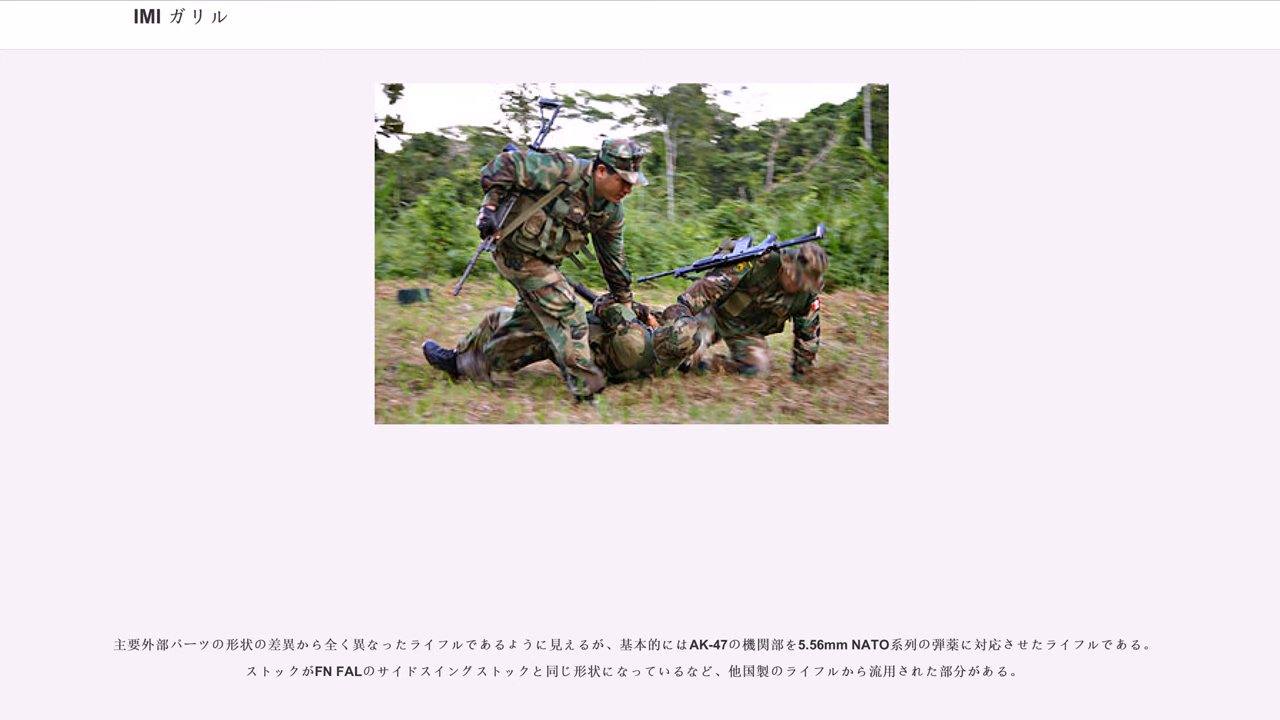 IMI ガリル
主要外部パーツの形状の差異から全く異なったライフルであるように見えるが、基本的にはAK-47の機関部を5.56mm NATO系列の弾薬に対応させたライフルである。
ストックがFN FALのサイドスイングストックと同じ形状になっているなど、他国製のライフルから流用された部分がある。